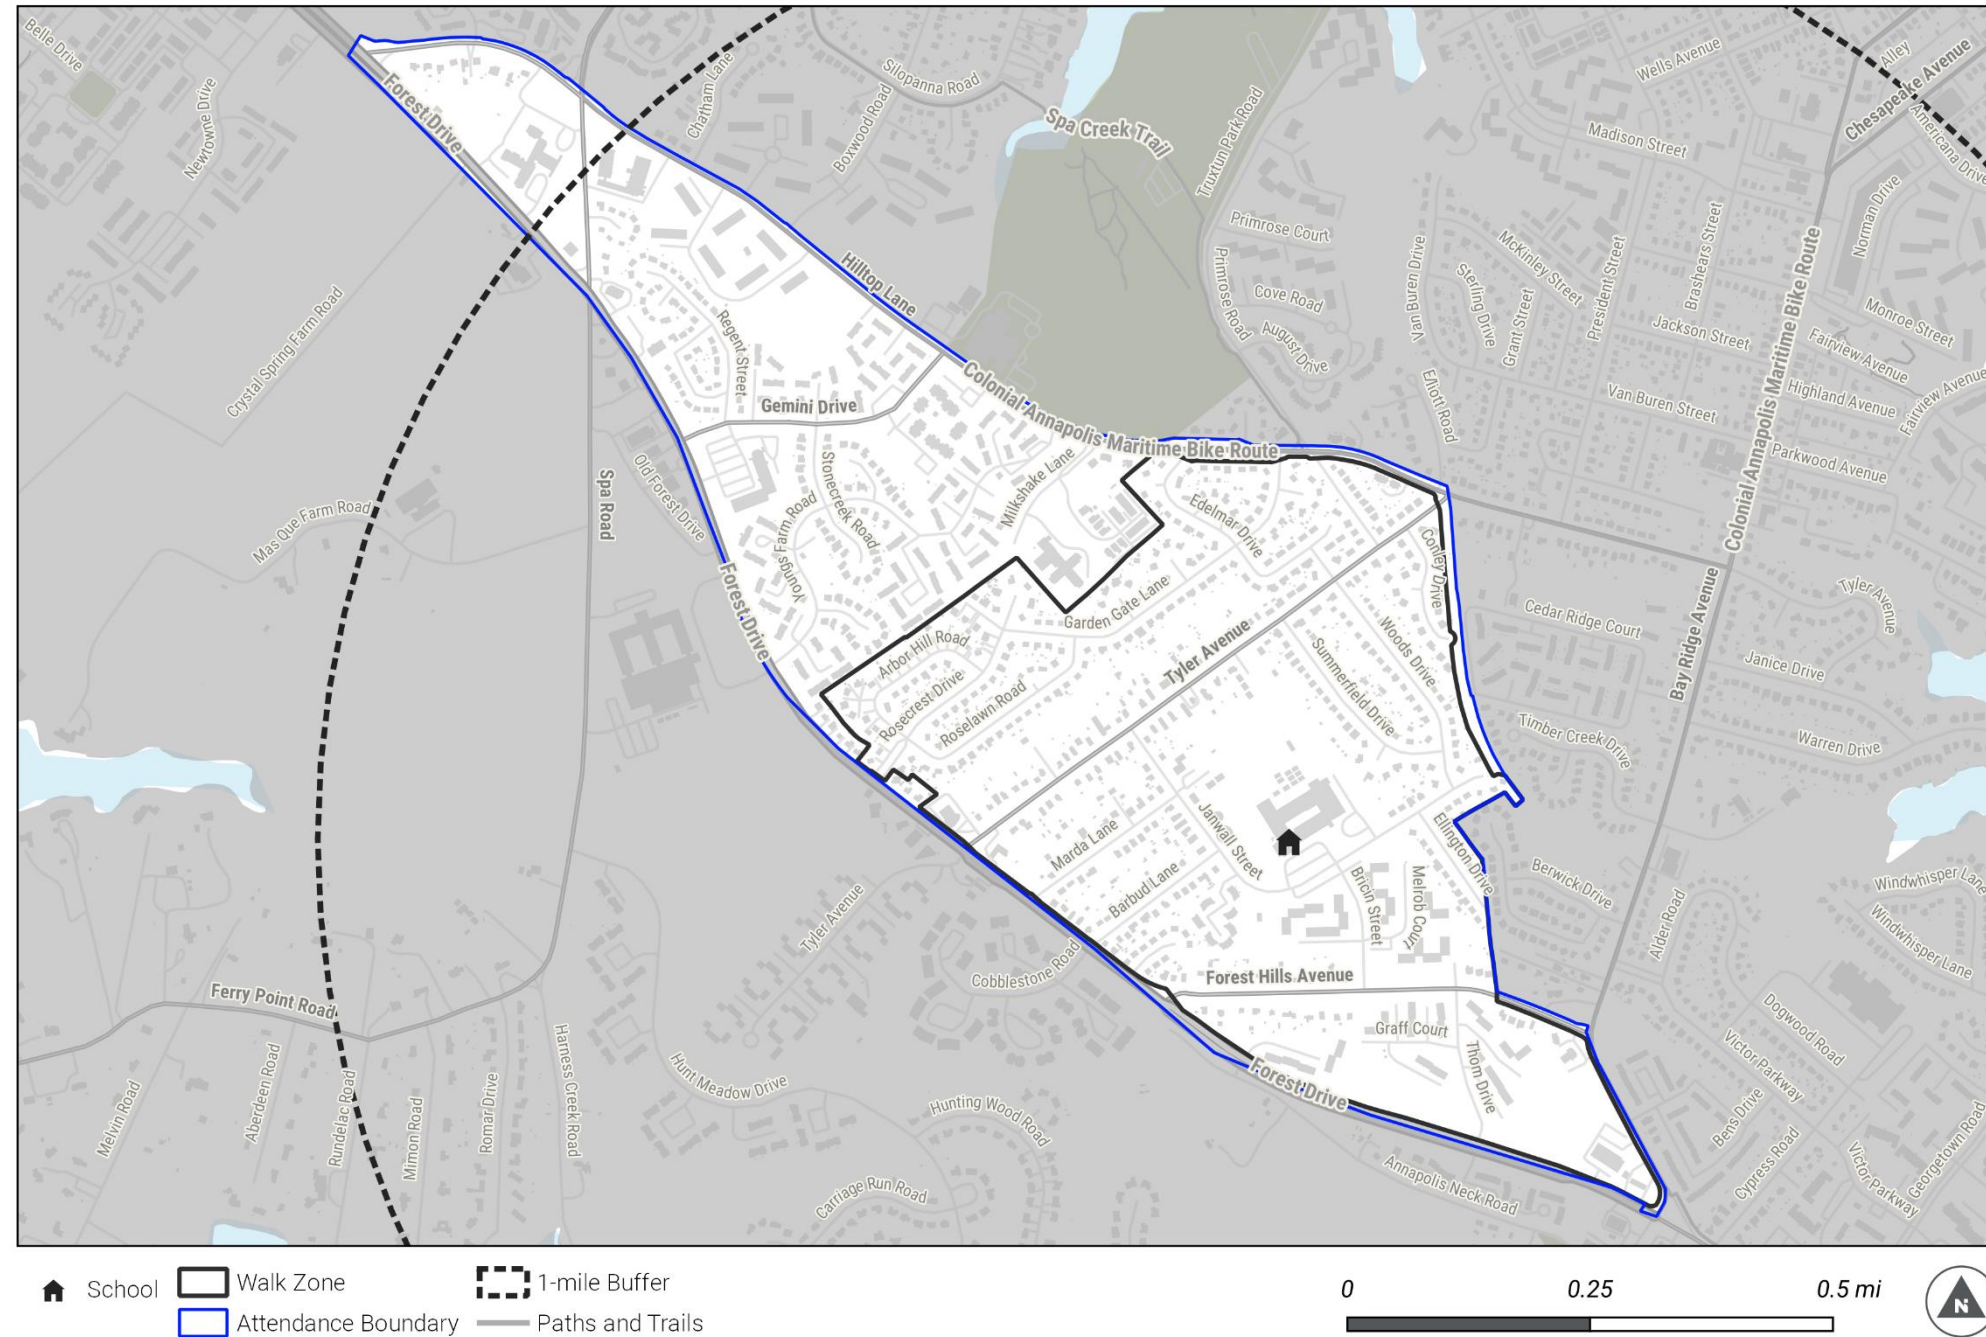 Belle Drive
Newtowne Drive
Forest Drive
Chatham Lane
Silopanna Road
Boxwood Road
Spa Creek Trail
Truxtun Park Road
Wells Avenue
Alley
Chesapeake Avenue
Americana Drive
Madison Street
Norman Drive
Primrose Court
Primrose Road
Cove Road
August Drive
Van Buren Drive
McKinley Street
Sterling Drive
Grant Street
President Street
Brashears Street
Jackson Street
Colonial Annapolis Maritime Bike Route
Monroe Street
Fairview Avenue
Highland Avenue
Fairview Avenue
Van Buren Street
Parkwood Avenue
Elliott Road
Crystal Spring Farm Road
Hilltop Lane
Regent Street
Gemini Drive
Colonial Annapolis Maritime Bike Route
Mas Que Farm Road
Spa Road
Old Forest Drive
Stonecreek Road
Youngs Farm Road
Milkshake Lane
Edelmar Drive
Conley Drive
Forest Drive
Garden Gate Lane
Arbor Hill Road
Rosecrest Drive
Roselawn Road
Tyler Avenue
Summerfield Drive
Woods Drive
Cedar Ridge Court
Bay Ridge Avenue
Tyler Avenue
Janice Drive
Warren Drive
Timber Creek Drive
Marda Lane
Janwall Street
Barbud Lane
Bricin Street
Melrob Court
Ellington Drive
Berwick Drive
Alder Road
Windwhisper Lane
Windwhisper Lane
Tyler Avenue
Cobblestone Road
Forest Hills Avenue
Graff Court
Thom Drive
Dogwood Road
Victor Parkway
Bens Drive
Cypress Road
Victor Parkway
Georgetown Road
Ferry Point Road
Melvin Road
Aberdeen Road
Rundelac Road
Mimon Road
Romar Drive
Harness Creek Road
Hunt Meadow Drive
Hunting Wood Road
Carriage Run Road
Forest Drive
Annapolis Neck Road
School
Walk Zone
1-mile Buffer
Attendance Boundary
Paths and Trails
0 0.25 0.5 mi
N